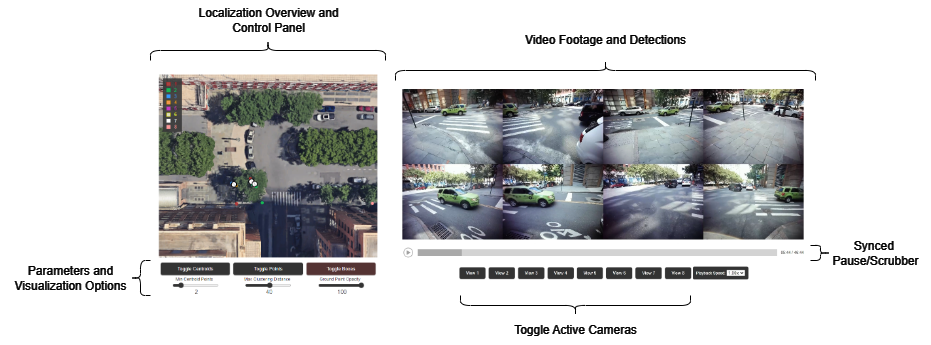 Localization Overview and
Control Panel
Video Footage and Detections
Toggle Centroids
Toggle Points
Toggle Boxes
Min Centroid Points
Max Clustering Distance
Ground Point Opacity
2
40
100
Parameters and
Visualization Options
View 1
View 2
View 3
View 4
View 5
View 6
View 7
View 8
Playback Speed
Synced
Pause/Scrubber
Toggle Active Cameras